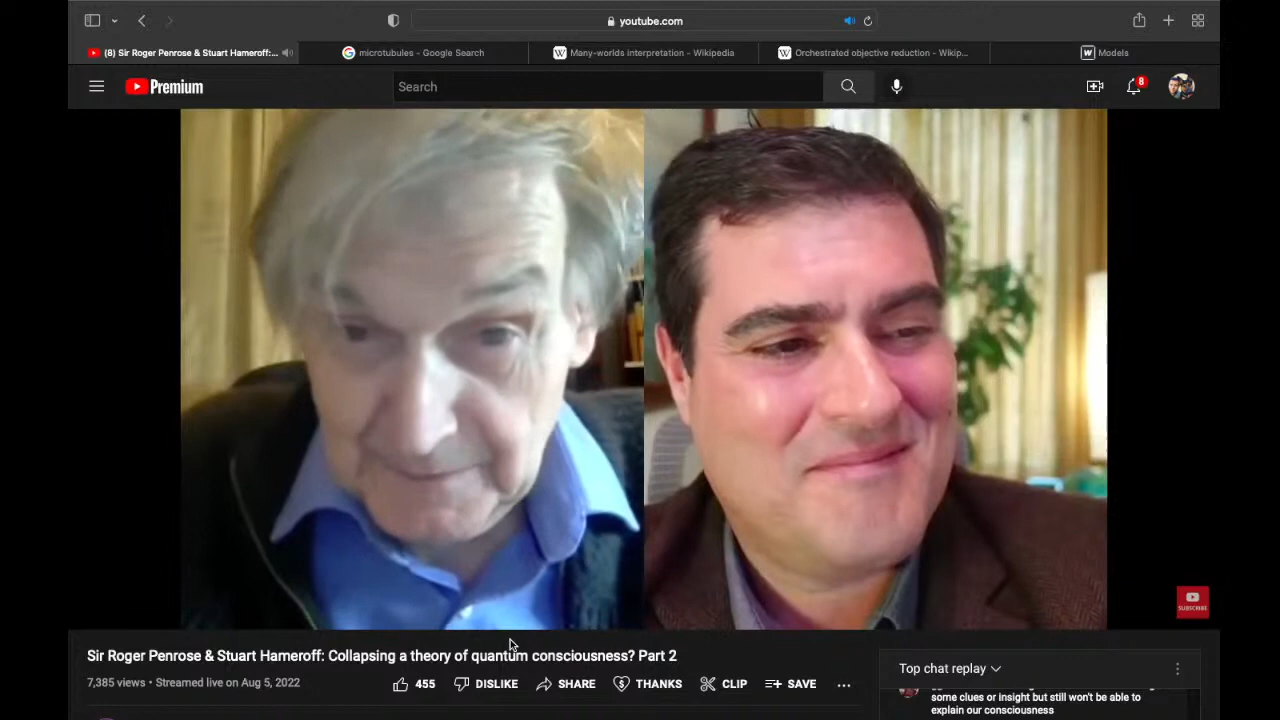 youtube.com
(8) Sir Roger Penrose & Stuart Hameroff:...
microtubules - Google Search
Many-worlds interpretation - Wikipedia
Orchestrated objective reduction - Wikip...
Models
Premium
Search
8
SUBSCRIBE
Sir Roger Penrose & Stuart Hameroff: Collapsing a theory of quantum consciousness? Part 2
7,385 views • Streamed live on Aug 5, 2022
455
DISLIKE
SHARE
THANKS
CLIP
SAVE
Top chat replay
some clues or insight but still won't be able to
explain our consciousness